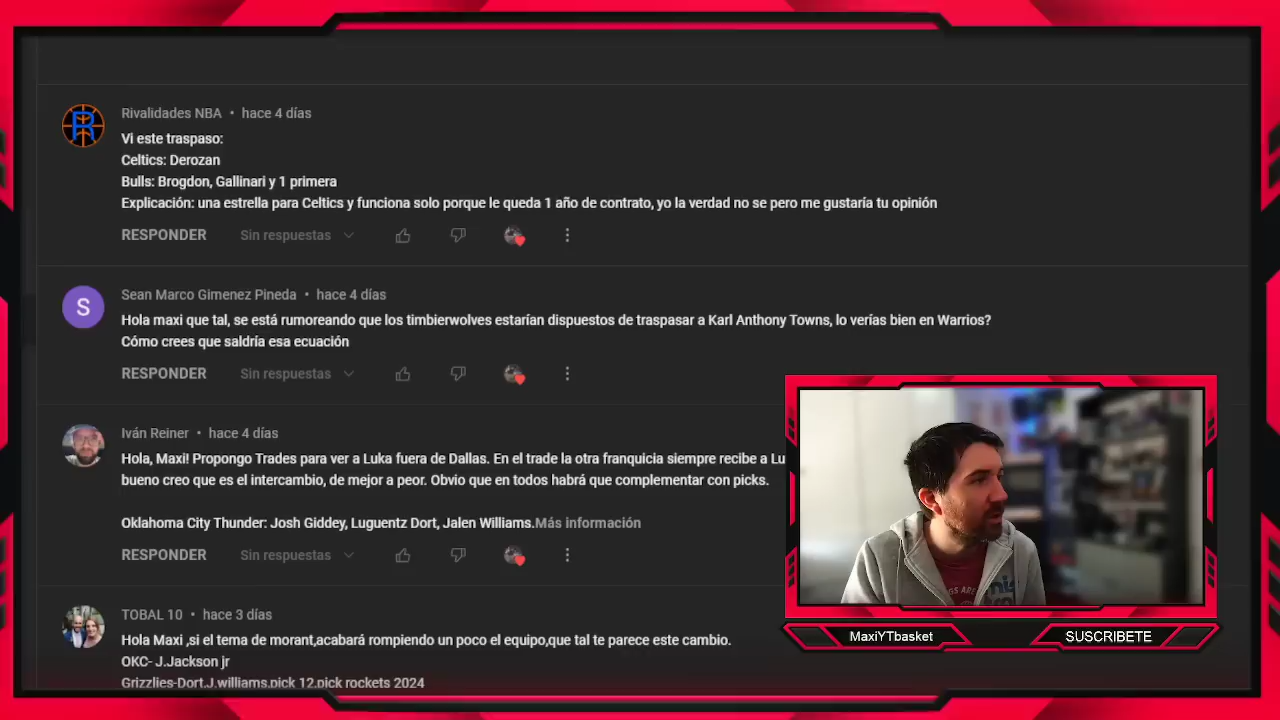 Rivalidades NBA • hace 4 días
Vi este traspaso:
Celtics: Derozan
Bulls: Brogdon, Gallinari y 1 primera
Explicación: una estrella para Celtics y funciona solo porque le queda 1 año de contrato, yo la verdad no se pero me gustaría tu opinión
RESPONDER Sin respuestas
S
Sean Marco Gimenez Pineda • hace 4 días
Hola maxi que tal, se está rumoreando que los timbierwolves estarían dispuestos de traspasar a Karl Anthony Towns, lo verías bien en Warrios?
Cómo crees que saldría esa ecuación
RESPONDER Sin respuestas
Iván Reiner • hace 4 días
Hola, Maxi! Propongo Trades para ver a Luka fuera de Dallas. En el trade la otra franquicia siempre recibe a Lu
bueno creo que es el intercambio, de mejor a peor. Obvio que en todos habrá que complementar con picks.
Oklahoma City Thunder: Josh Giddey, Luguentz Dort, Jalen Williams.Más información
RESPONDER Sin respuestas
TOBAL 10 • hace 3 días
Hola Maxi ,si el tema de morant,acabará rompiendo un poco el equipo,que tal te parece este cambio.
OKC- J.Jackson jr
Grizzlies-Dort,J.williams,pick 12,pick rockets 2024
MaxiYTbasket
SUSCRIBETE